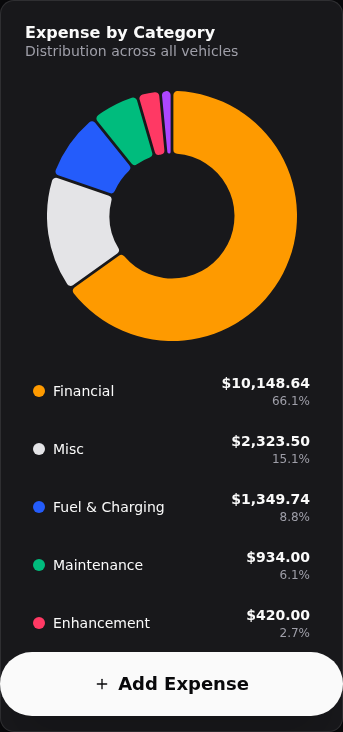 Expense by Category
Distribution across all vehicles
Financial $10,148.64
66.1%
Misc $2,323.50
15.1%
Fuel & Charging $1,349.74
8.8%
Maintenance $934.00
6.1%
Enhancement $420.00
2.7%
+ Add Expense